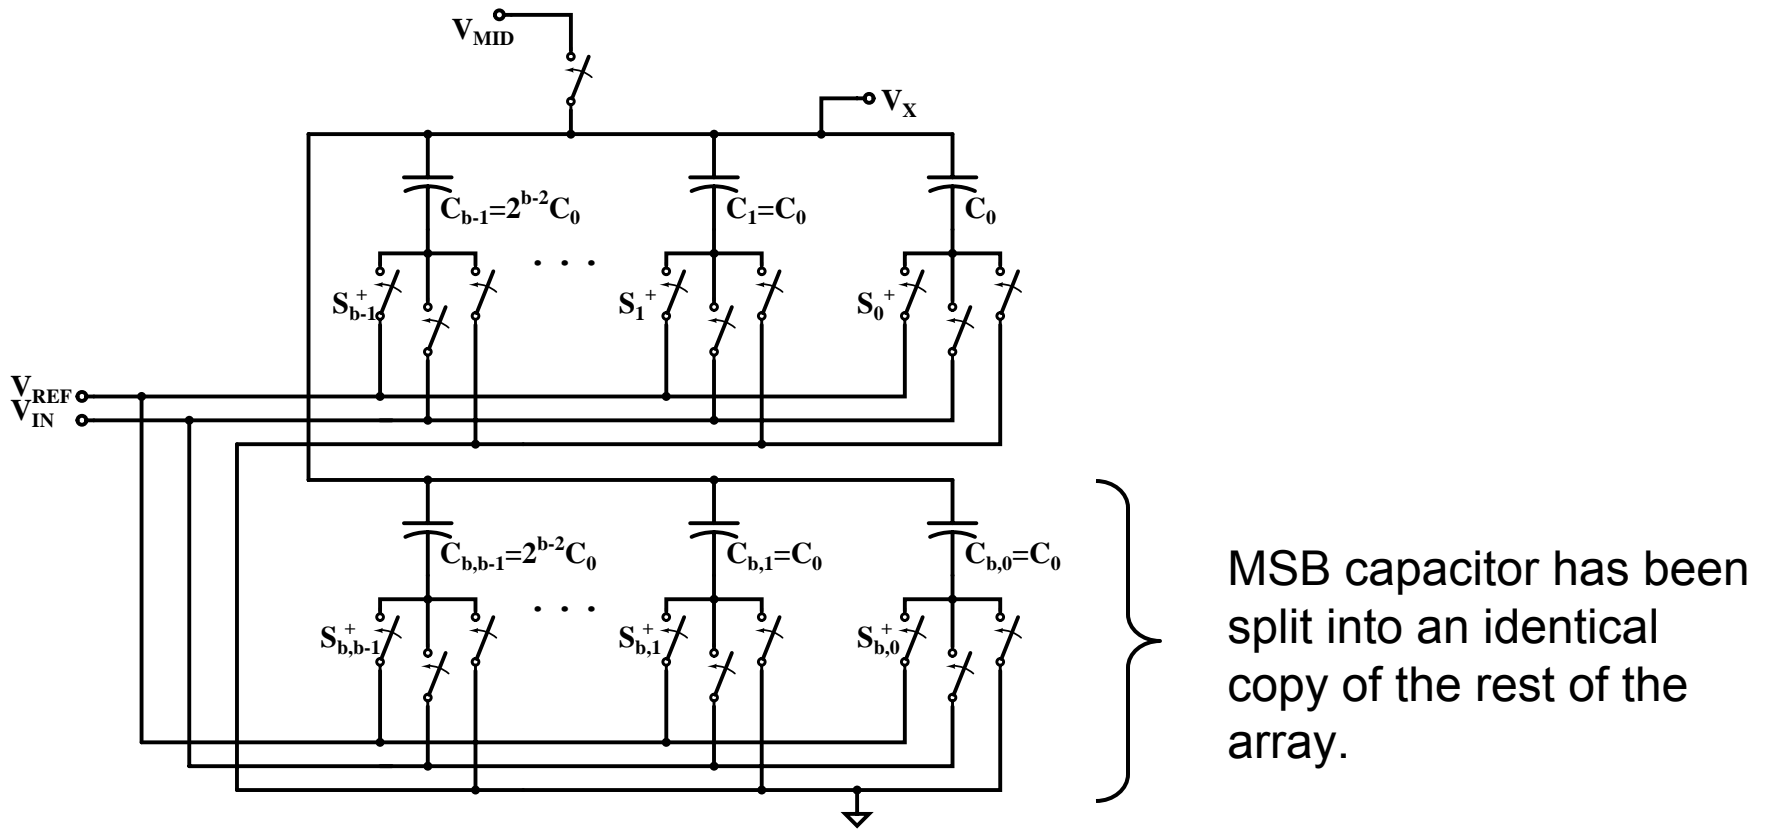 V_MID
V_X
C_b-1=2^b-2C_0
C_1=C_0
C_0
S_b-1^+
. . .
S_1^+
S_0^+
V_REF
V_IN
C_b,b-1=2^b-2C_0
C_b,1=C_0
C_b,0=C_0
S_b,b-1^+
. . .
S_b,1^+
S_b,0^+
MSB capacitor has been
split into an identical
copy of the rest of the
array.